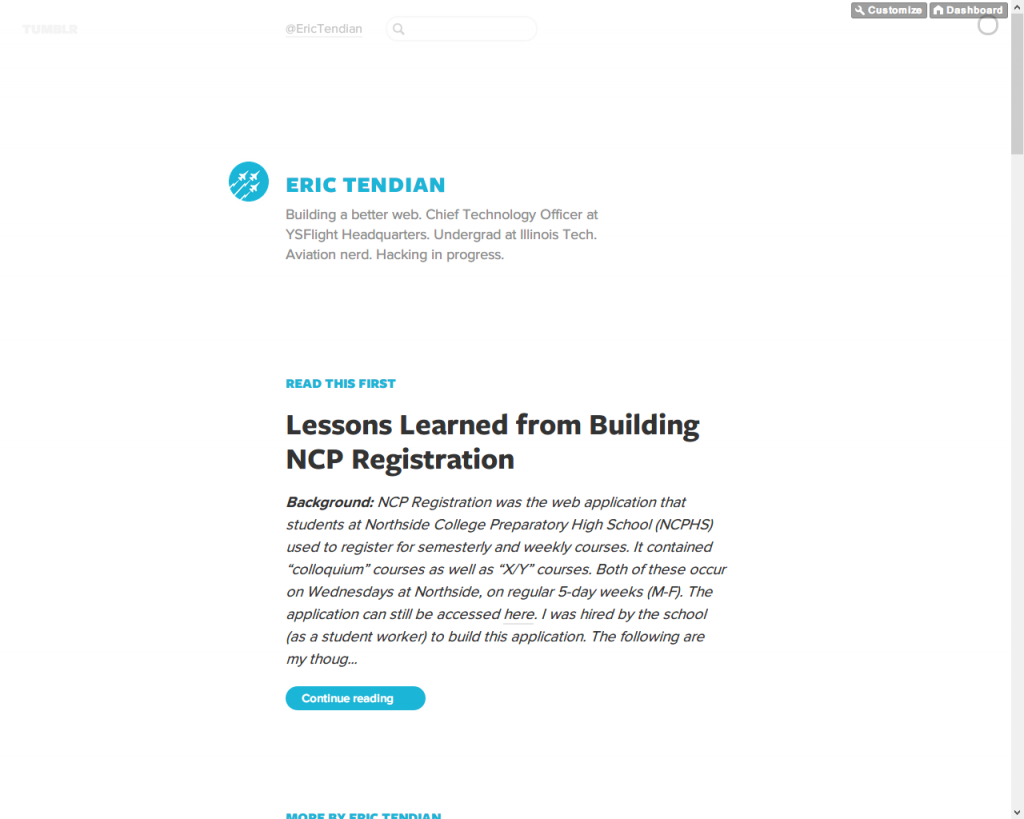 Customize Dashboard
TUMBLR @EricTendian
ERIC TENDIAN
Building a better web. Chief Technology Officer at
YSFlight Headquarters. Undergrad at Illinois Tech.
Aviation nerd. Hacking in progress.
READ THIS FIRST
Lessons Learned from Building
NCP Registration
Background: NCP Registration was the web application that
students at Northside College Preparatory High School (NCPHS)
used to register for semesterly and weekly courses. It contained
“colloquium” courses as well as “X/Y” courses. Both of these occur
on Wednesdays at Northside, on regular 5-day weeks (M-F). The
application can still be accessed here. I was hired by the school
(as a student worker) to build this application. The following are
my thoug...
Continue reading
MORE BY ERIC TENDIAN